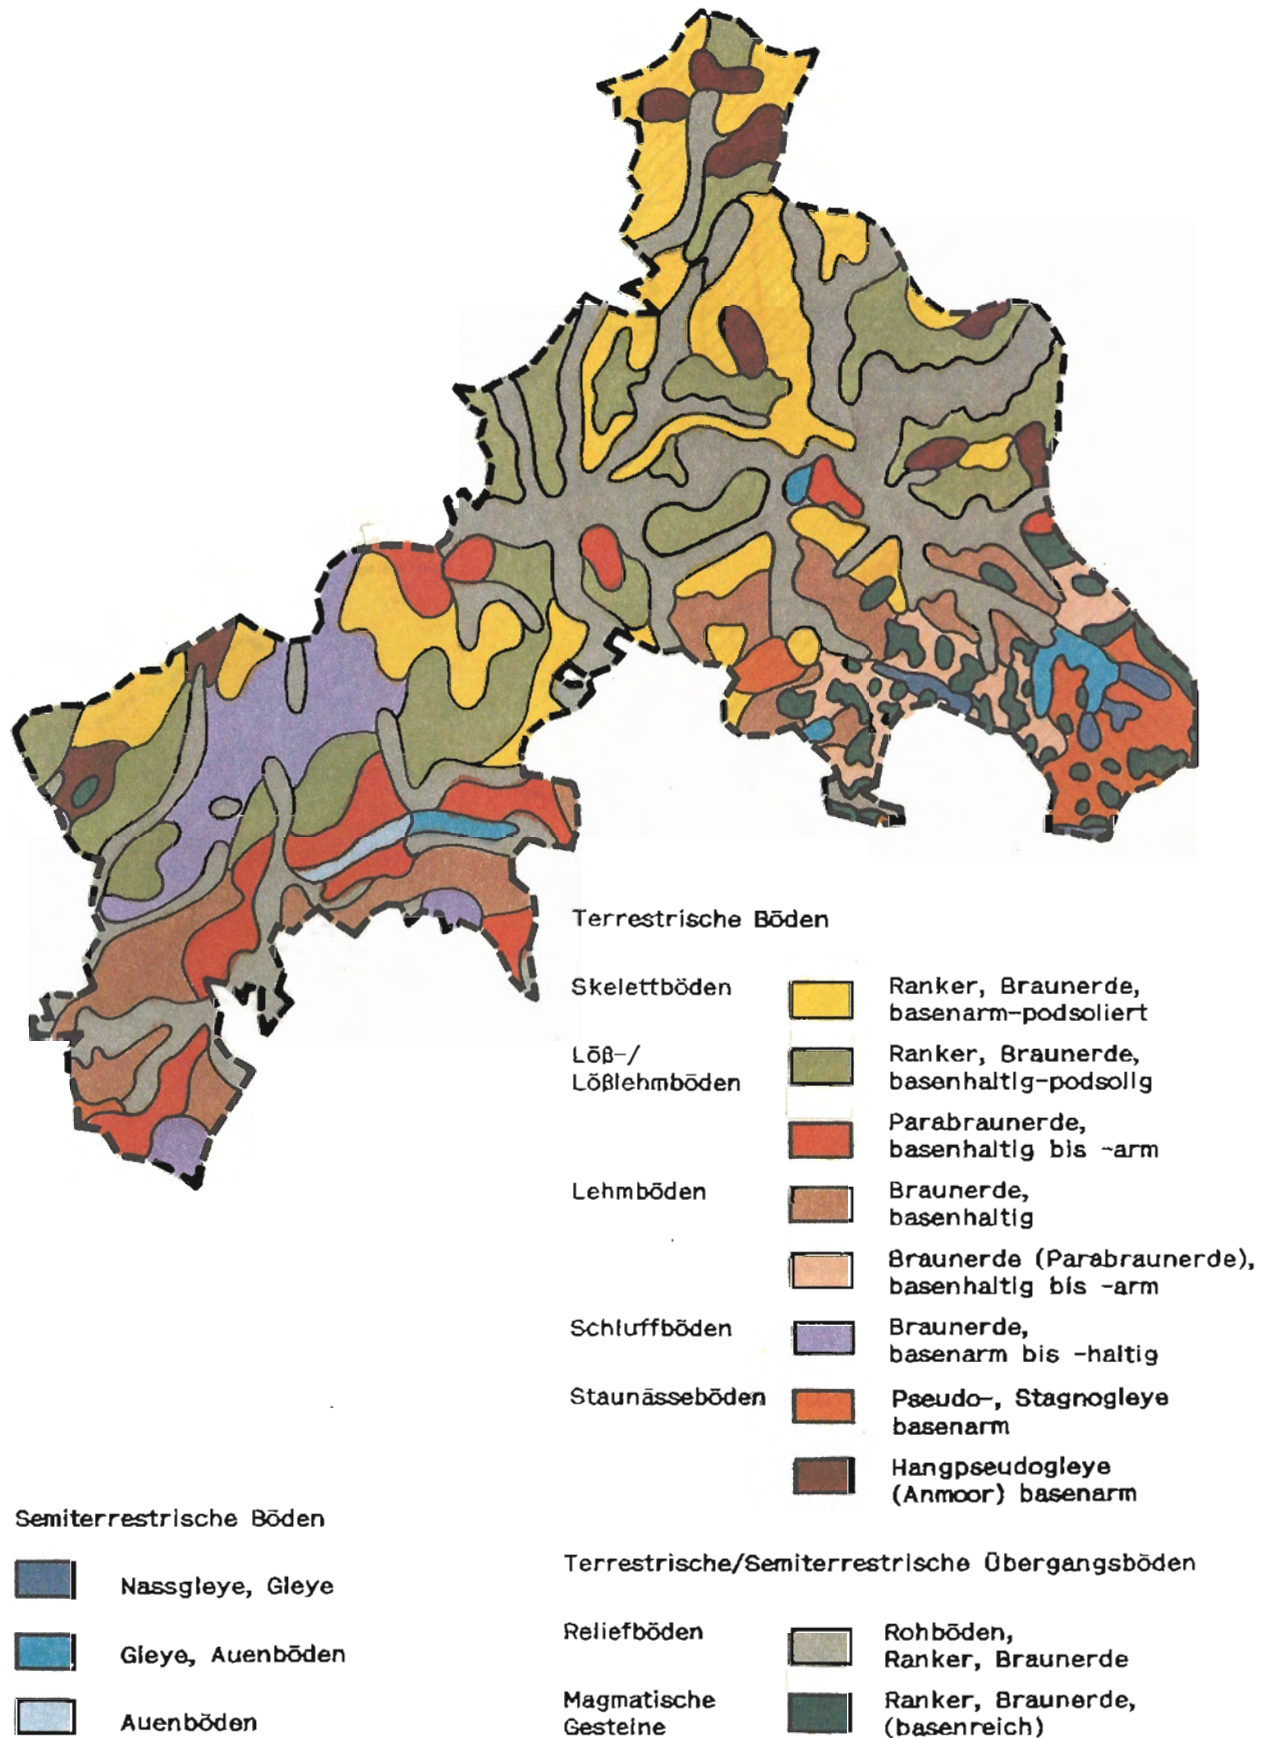 Terrestrische Böden
Skelettböden
Ranker, Braunerde,
basenarm-podsoliert
Löß-/
Lößlehmböden
Ranker, Braunerde,
basenhaltig-podsolig
Parabraunerde,
basenhaltig bis -arm
Lehmböden
Braunerde,
basenhaltig
Braunerde (Parabraunerde),
basenhaltig bis -arm
Schluffböden
Braunerde,
basenarm bis -haltig
Staunässeböden
Pseudo-, Stagnogleye
basenarm
Hangpseudogleye
(Anmoor) basenarm
Semiterrestrische Böden
Nassgleye, Gleye
Gleye, Auenböden
Auenböden
Terrestrische/Semiterrestrische Übergangsböden
Reliefböden
Rohböden,
Ranker, Braunerde
Magmatische
Gesteine
Ranker, Braunerde,
(basenreich)